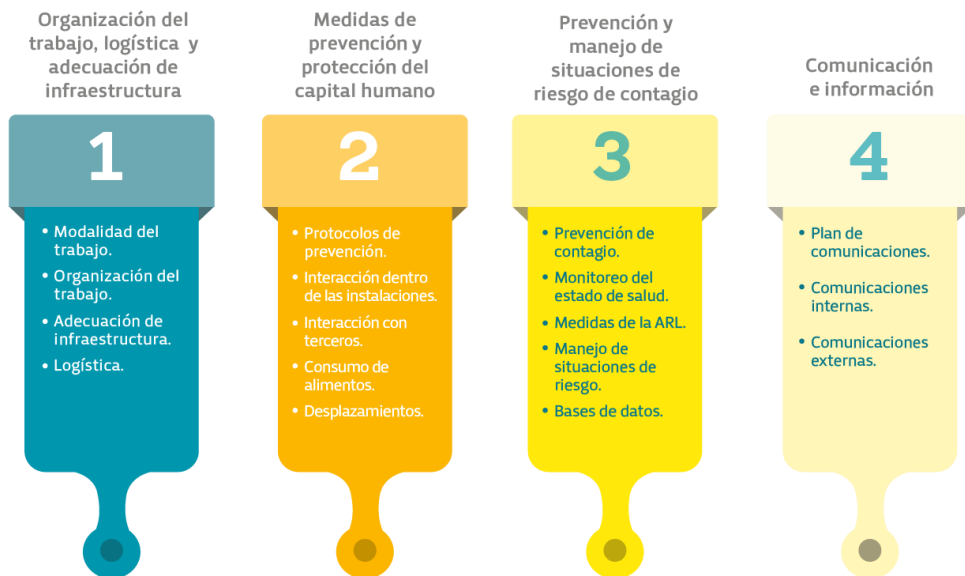 Organización del
trabajo, logística y
adecuación de
infraestructura
1
• Modalidad del
trabajo.
• Organización del
trabajo.
• Adecuación de
infraestructura.
• Logística.
Medidas de
prevención y
protección del
capital humano
2
• Protocolos de
prevención.
• Interacción dentro
de las instalaciones.
• Interacción con
terceros.
• Consumo de
alimentos.
• Desplazamientos.
Prevención y
manejo de
situaciones de
riesgo de contagio
3
• Prevención de
contagio.
• Monitoreo del
estado de salud.
• Medidas de la ARL.
• Manejo de
situaciones de
riesgo.
• Bases de datos.
Comunicación
e información
4
• Plan de
comunicaciones.
• Comunicaciones
internas.
• Comunicaciones
externas.